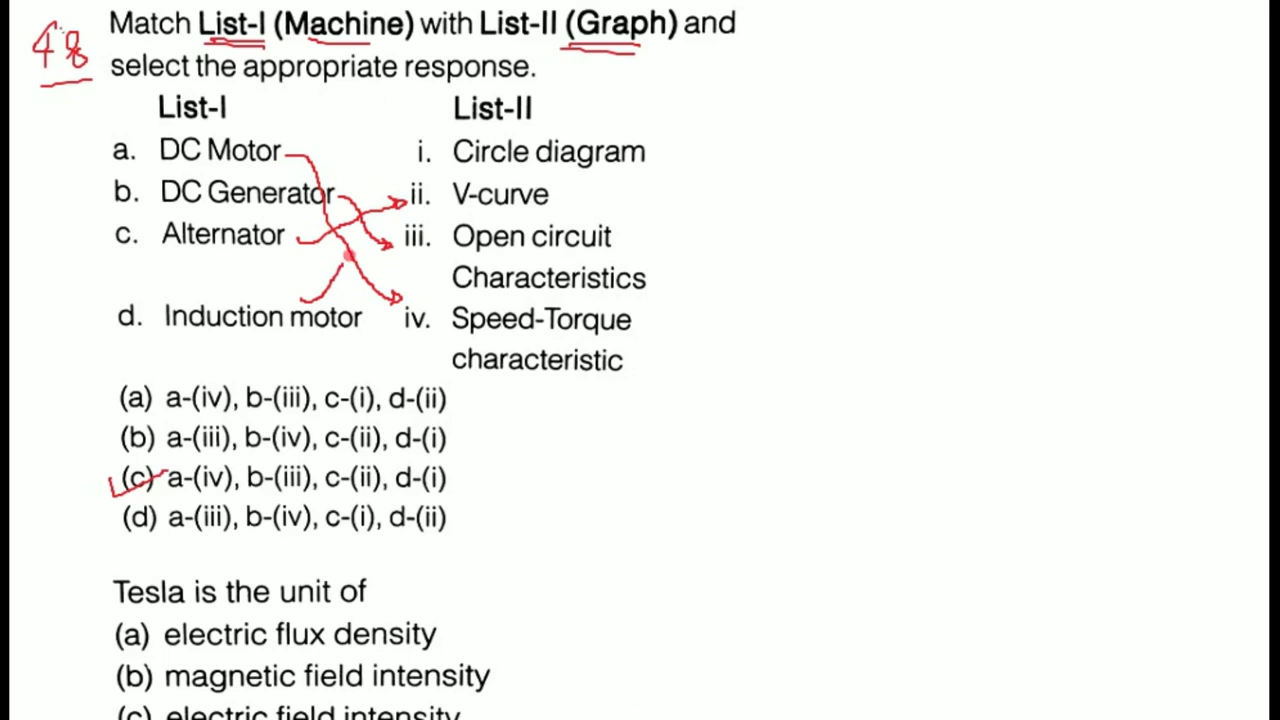 48
Match List-I (Machine) with List-II (Graph) and
select the appropriate response.
List-I List-II
a. DC Motor i. Circle diagram
b. DC Generator ii. V-curve
c. Alternator iii. Open circuit
Characteristics
d. Induction motor iv. Speed-Torque
characteristic
(a) a-(iv), b-(iii), c-(i), d-(ii)
(b) a-(iii), b-(iv), c-(ii), d-(i)
(c) a-(iv), b-(iii), c-(ii), d-(i)
(d) a-(iii), b-(iv), c-(i), d-(ii)
Tesla is the unit of
(a) electric flux density
(b) magnetic field intensity
(c) electric field intensity